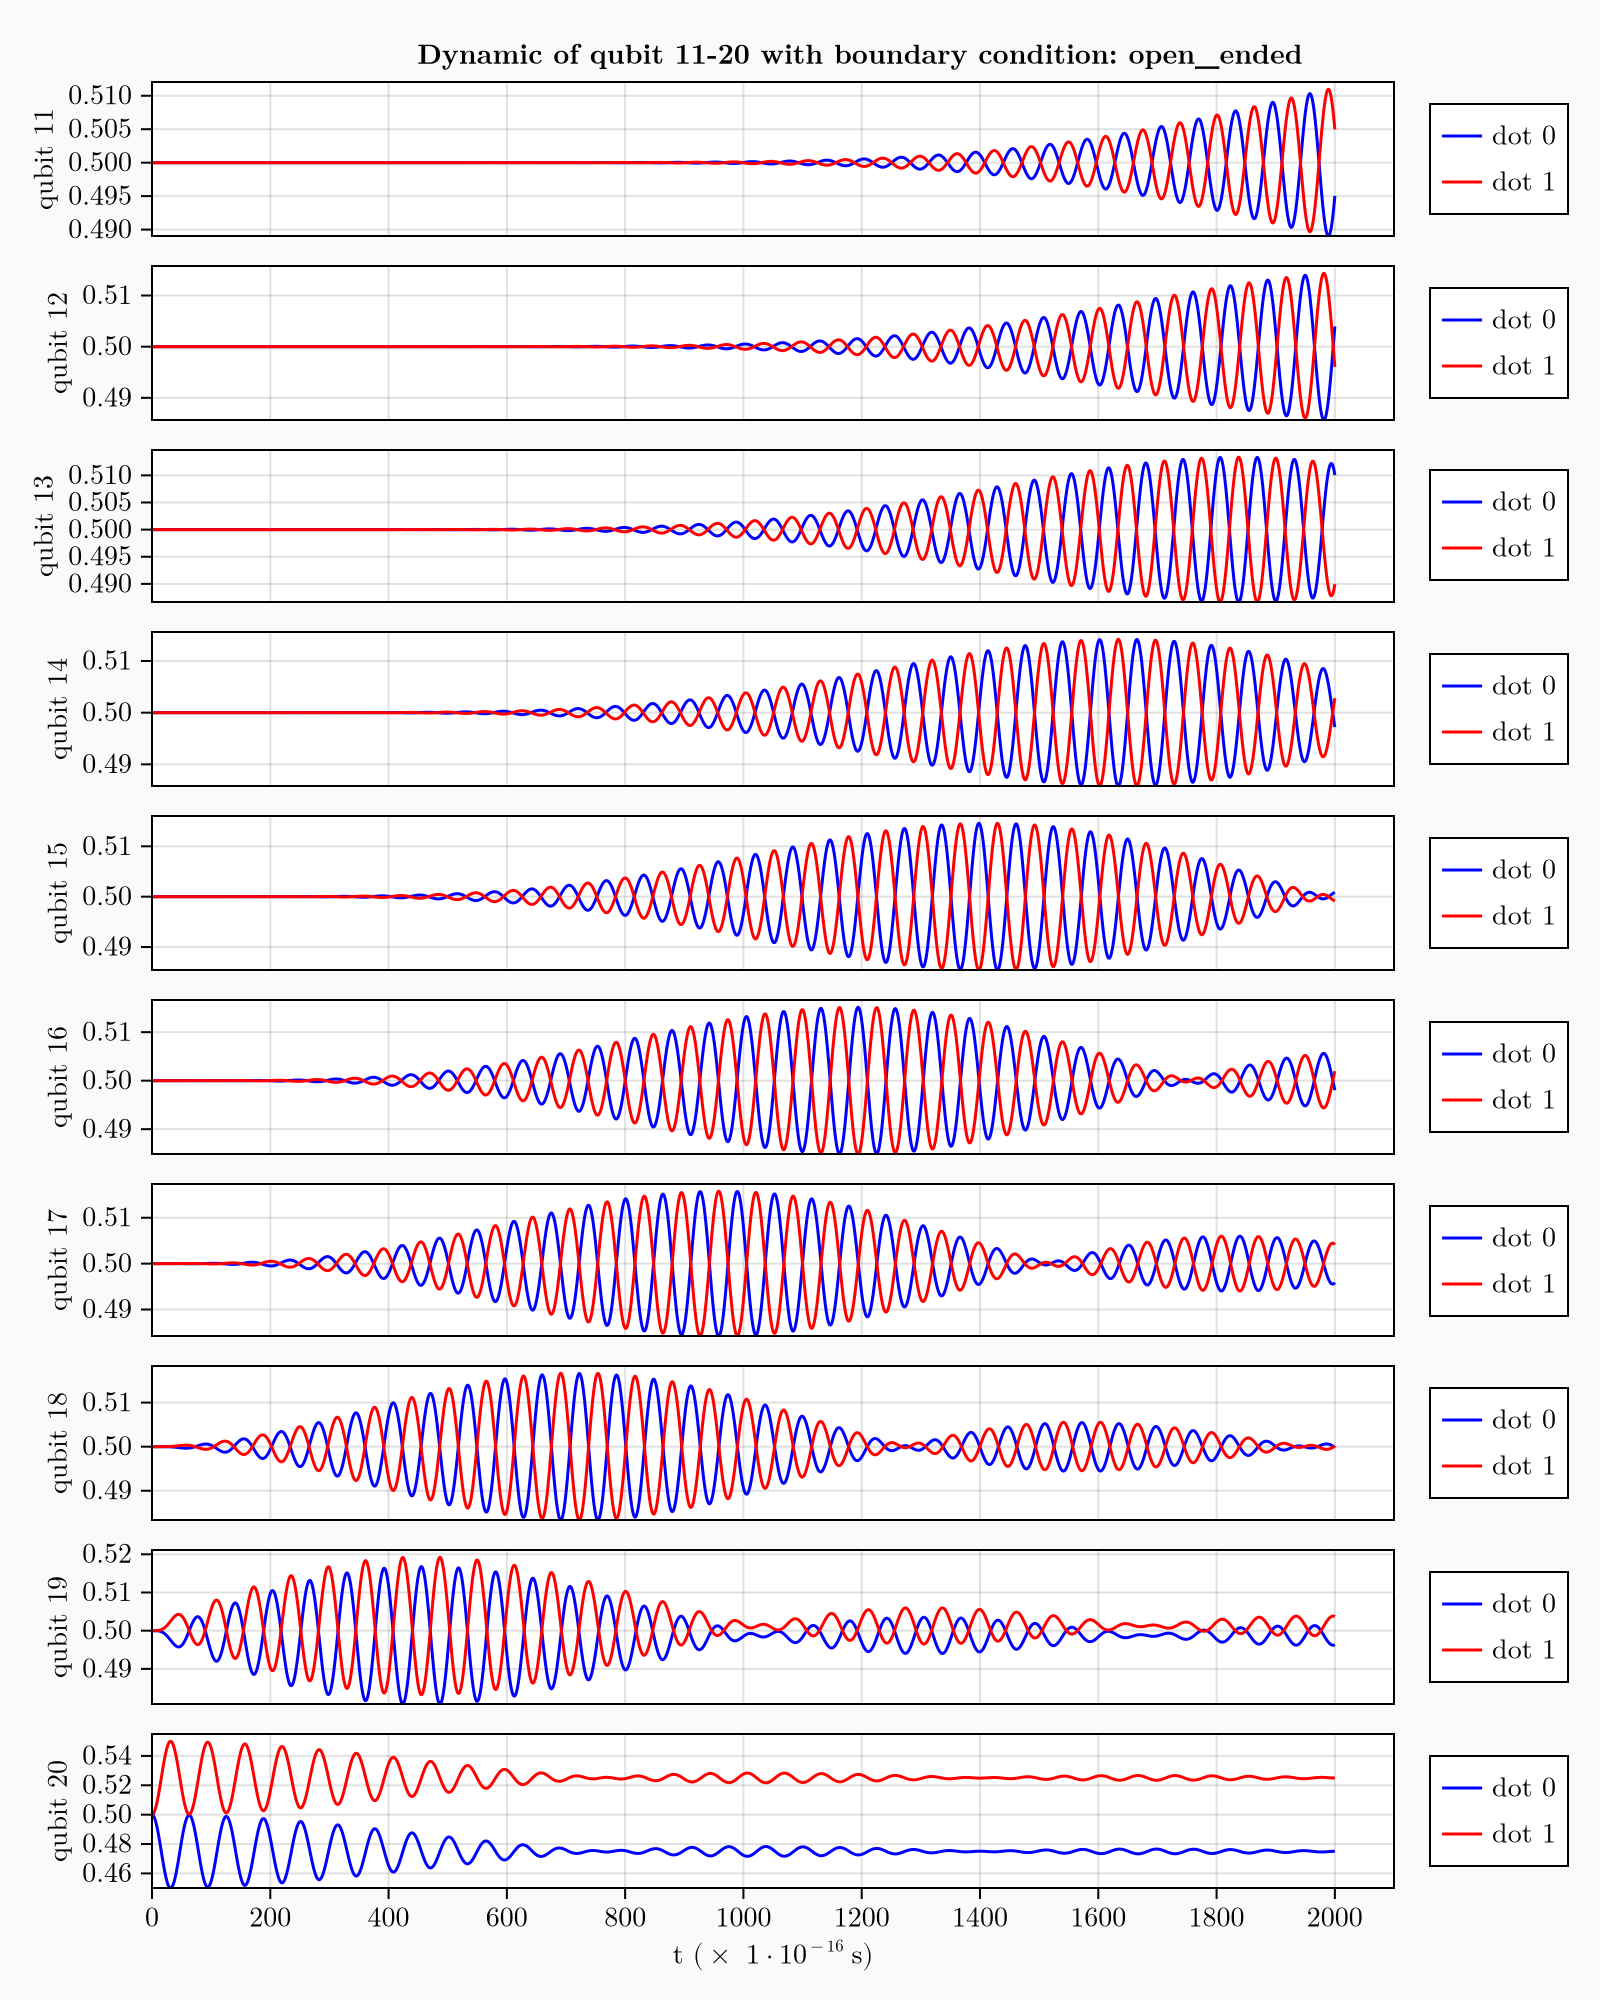 Dynamic of qubit 11-20 with boundary condition: open_ended
qubit 11
0.510
0.505
0.500
0.495
0.490
dot 0
dot 1
qubit 12
0.51
0.50
0.49
dot 0
dot 1
qubit 13
0.510
0.505
0.500
0.495
0.490
dot 0
dot 1
qubit 14
0.51
0.50
0.49
dot 0
dot 1
qubit 15
0.51
0.50
0.49
dot 0
dot 1
qubit 16
0.51
0.50
0.49
dot 0
dot 1
qubit 17
0.51
0.50
0.49
dot 0
dot 1
qubit 18
0.51
0.50
0.49
dot 0
dot 1
qubit 19
0.52
0.51
0.50
0.49
dot 0
dot 1
qubit 20
0.54
0.52
0.50
0.48
0.46
dot 0
dot 1
0 200 400 600 800 1000 1200 1400 1600 1800 2000
t ( × 1 · 10⁻¹⁶ s)